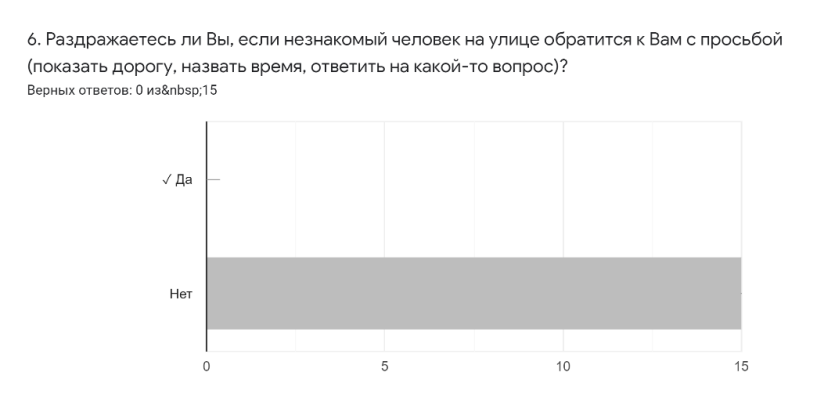 6. Раздражаетесь ли Вы, если незнакомый человек на улице обратится к Вам с просьбой
(показать дорогу, назвать время, ответить на какой-то вопрос)?
Верных ответов: 0 из&nbsp;15
✓ Да
Нет
0 5 10 15